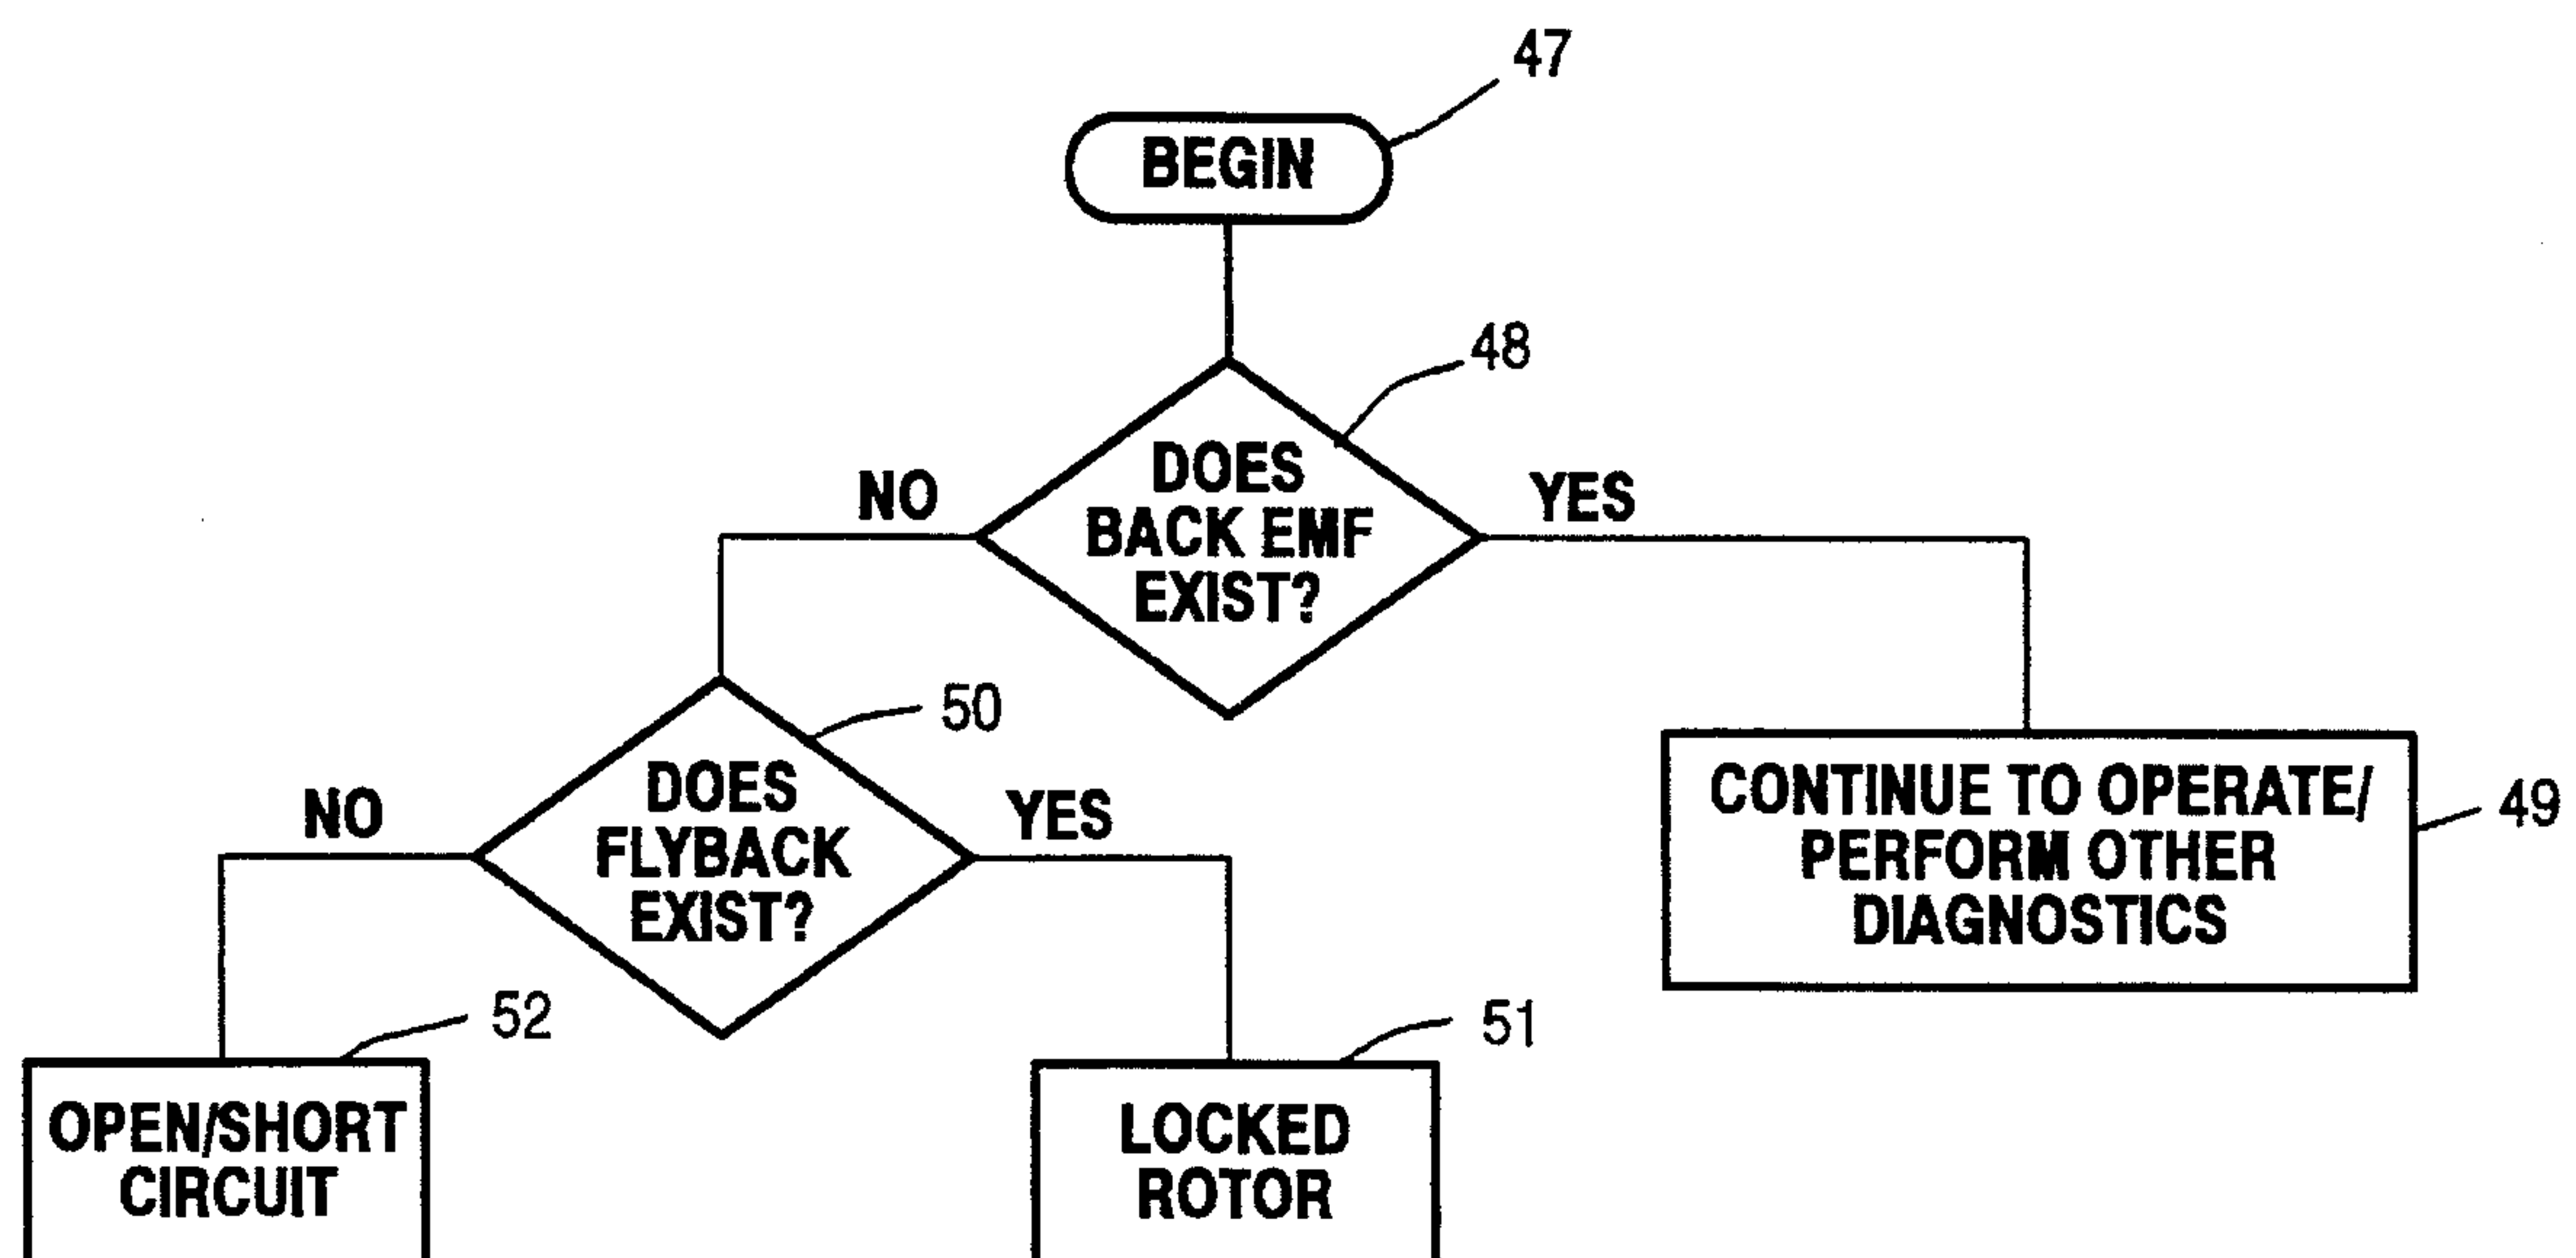 47
BEGIN
48
DOES
BACK EMF
EXIST?
NO
YES
50
DOES
FLYBACK
EXIST?
NO
YES
CONTINUE TO OPERATE/
PERFORM OTHER
DIAGNOSTICS
49
52
OPEN/SHORT
CIRCUIT
51
LOCKED
ROTOR